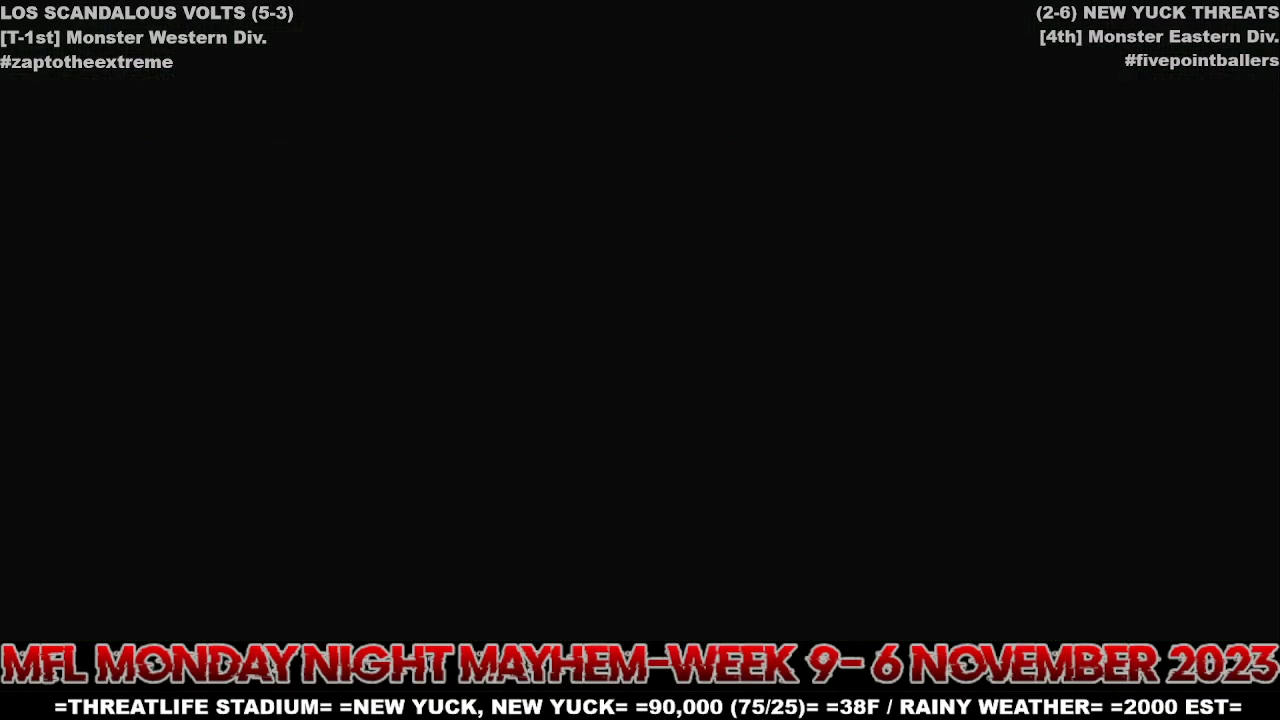 LOS SCANDALOUS VOLTS (5-3)
[T-1st] Monster Western Div.
#zaptotheextreme
(2-6) NEW YUCK THREATS
[4th] Monster Eastern Div.
#fivepointballers
MFL MONDAY NIGHT MAYHEM-WEEK 9- 6 NOVEMBER 2023
=THREATLIFE STADIUM= =NEW YUCK, NEW YUCK= =90,000 (75/25)= =38F / RAINY WEATHER= =2000 EST=